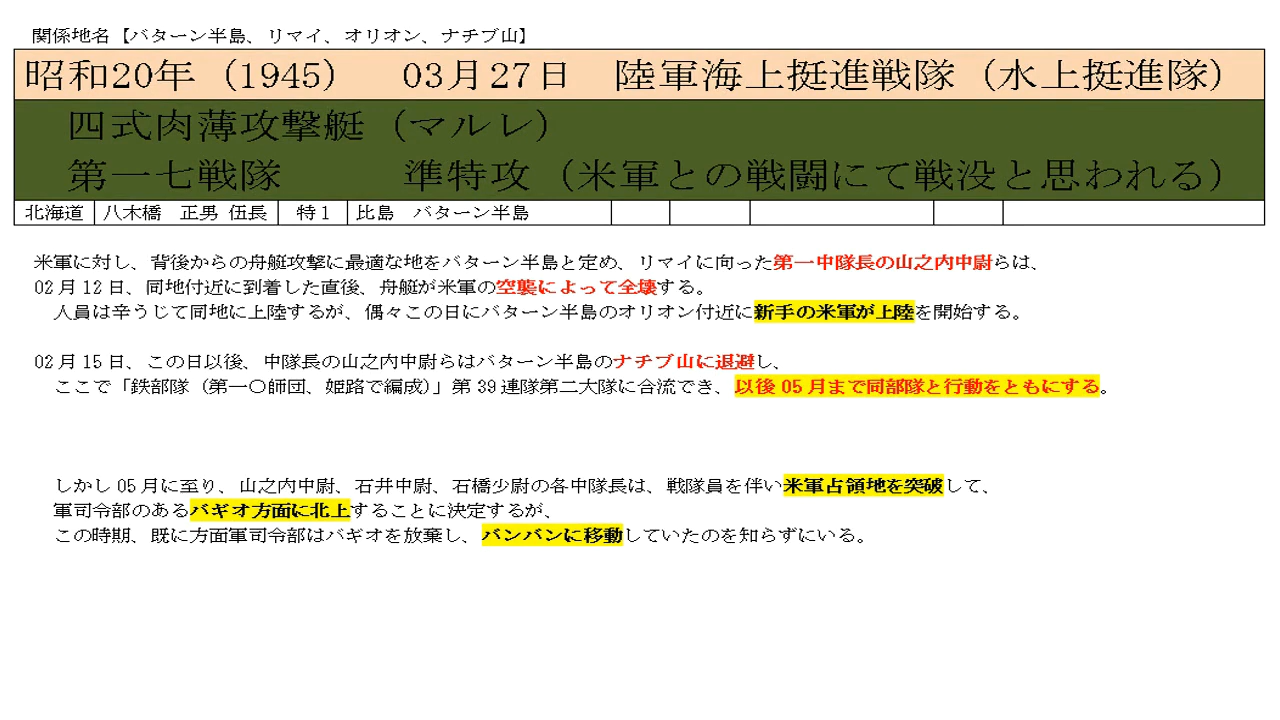 関係地名【バターン半島、リマイ、オリオン、ナチブ山】
昭和20年（1945） 03月27日 陸軍海上挺進戦隊（水上挺進隊）
四式肉薄攻撃艇（マルレ）
第一七戦隊 準特攻（米軍との戦闘にて戦没と思われる）
北海道 八木橋 正男 伍長 特1 比島 バターン半島
米軍に対し、背後からの舟艇攻撃に最適な地をバターン半島と定め、リマイに向った第一中隊長の山之内中尉らは、
02月12日、同地付近に到着した直後、舟艇が米軍の空襲によって全壊する。
人員は辛うじて同地に上陸するが、偶々この日にバターン半島のオリオン付近に新手の米軍が上陸を開始する。
02月15日、この日以後、中隊長の山之内中尉らはバターン半島のナチブ山に退避し、
ここで「鉄部隊（第一〇師団、姫路で編成）」第39連隊第二大隊に合流でき、以後05月まで同部隊と行動をともにする。
しかし05月に至り、山之内中尉、石井中尉、石橋少尉の各中隊長は、戦隊員を伴い米軍占領地を突破して、
軍司令部のあるバギオ方面に北上することに決定するが、
この時期、既に方面軍司令部はバギオを放棄し、バンバンに移動していたのを知らずにいる。